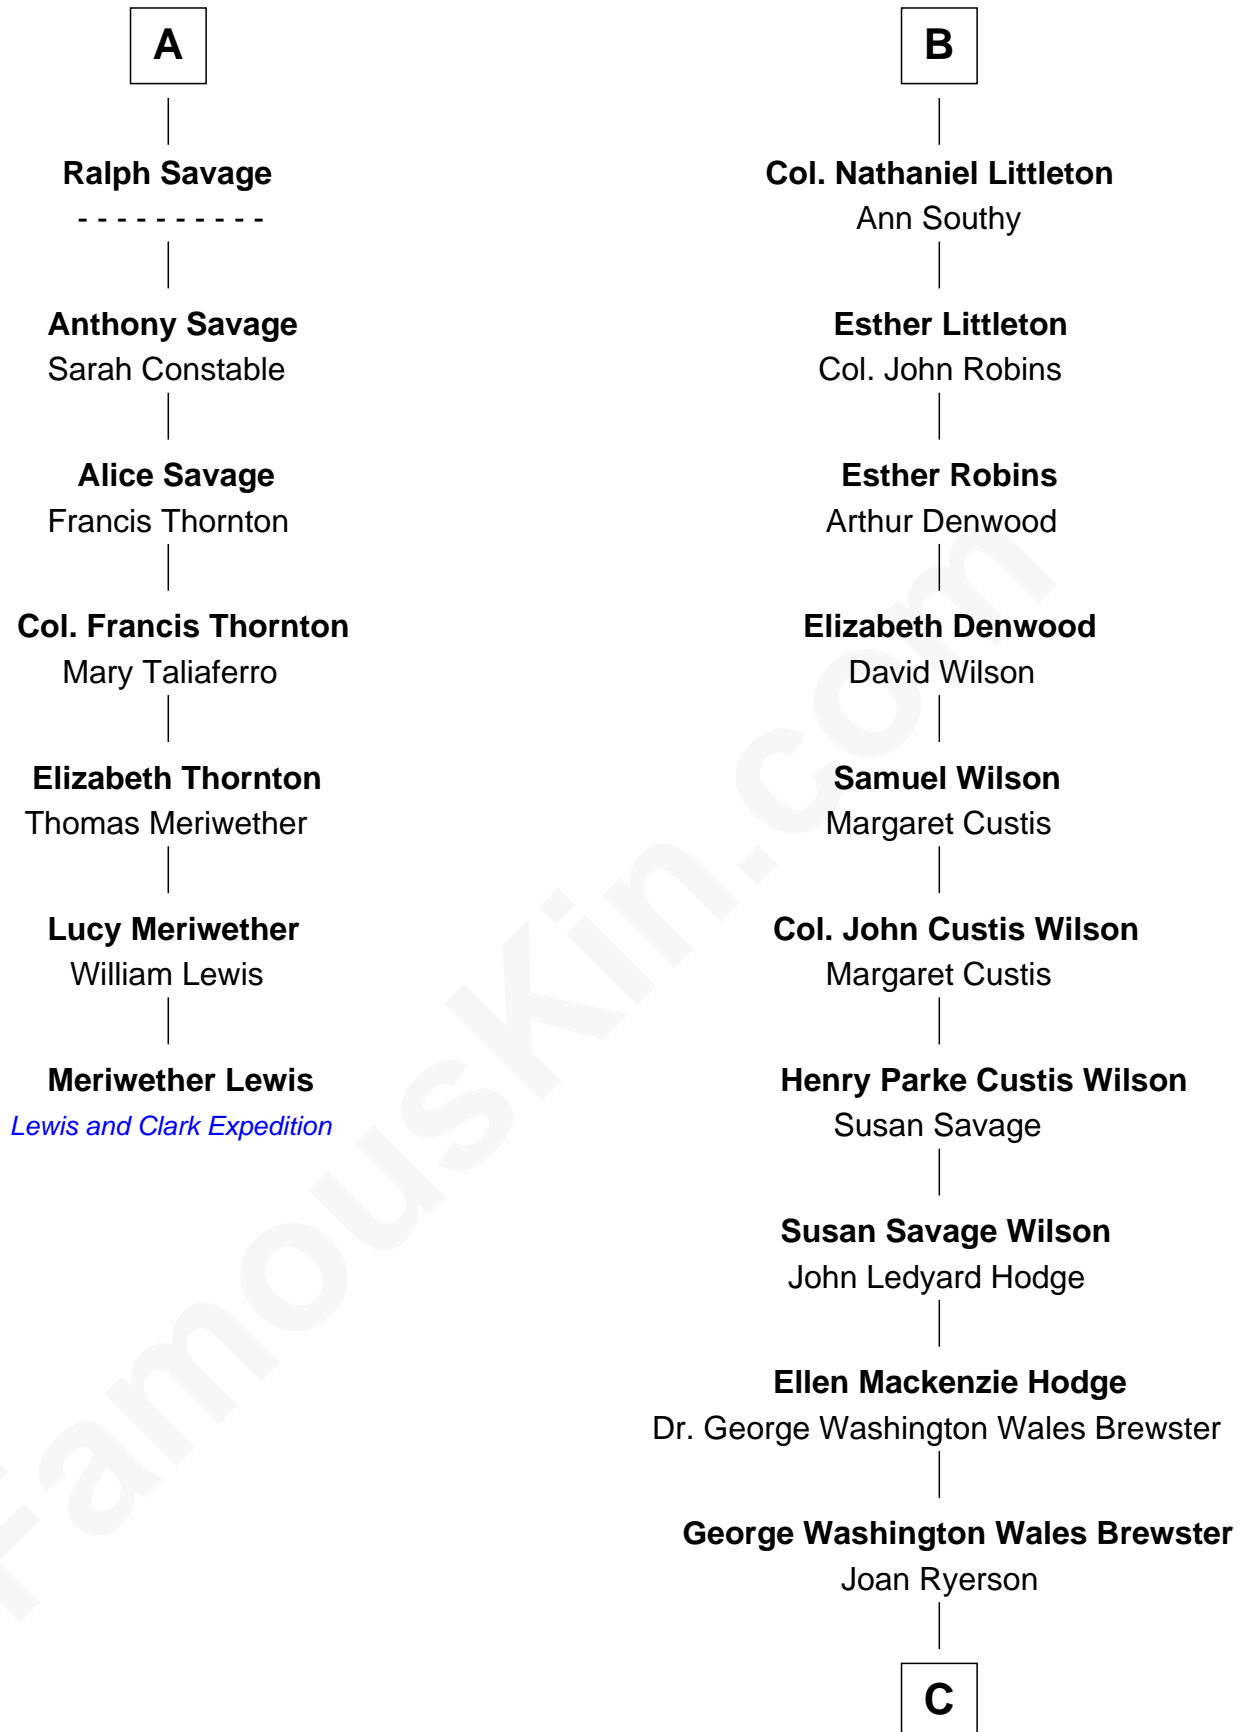 A
Ralph Savage
- - - - - - - - - -
Anthony Savage
Sarah Constable
Alice Savage
Francis Thornton
Col. Francis Thornton
Mary Taliaferro
Elizabeth Thornton
Thomas Meriwether
Lucy Meriwether
William Lewis
Meriwether Lewis
Lewis and Clark Expedition
B
Col. Nathaniel Littleton
Ann Southy
Esther Littleton
Col. John Robins
Esther Robins
Arthur Denwood
Elizabeth Denwood
David Wilson
Samuel Wilson
Margaret Custis
Col. John Custis Wilson
Margaret Custis
Henry Parke Custis Wilson
Susan Savage
Susan Savage Wilson
John Ledyard Hodge
Ellen Mackenzie Hodge
Dr. George Washington Wales Brewster
George Washington Wales Brewster
Joan Ryerson
C
FamousKin.com